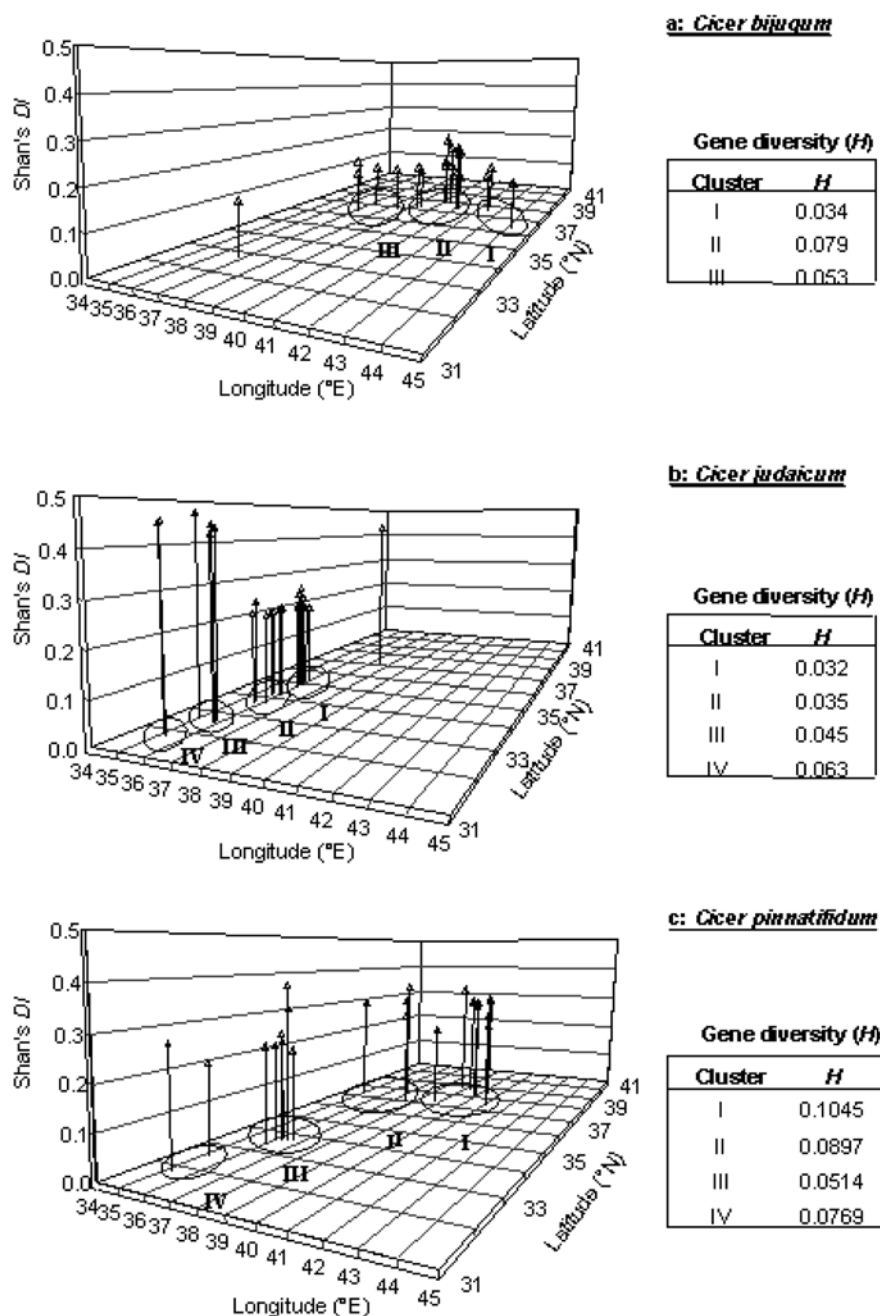 a: Cicer bijuqum
Shan's DI
0.5
0.4
0.3
0.2
0.1
0.0
34 35 36 37 38 39 40 41 42 43 44 45
Longitude (°E)
31 33 35 37 39 41
Latitude (°N)
III II I
Gene diversity (H)
Cluster H
I 0.034
II 0.079
III 0.053
b: Cicer judaicum
Shan's DI
0.5
0.4
0.3
0.2
0.1
0.0
34 35 36 37 38 39 40 41 42 43 44 45
Longitude (°E)
31 33 35 37 39 41
Latitude (°N)
IV III II I
Gene diversity (H)
Cluster H
I 0.032
II 0.035
III 0.045
IV 0.063
c: Cicer pinnatifidum
Shan's DI
0.5
0.4
0.3
0.2
0.1
0.0
34 35 36 37 38 39 40 41 42 43 44 45
Longitude (°E)
31 33 35 37 39 41
Latitude (°N)
IV III II I
Gene diversity (H)
Cluster H
I 0.1045
II 0.0897
III 0.0514
IV 0.0769